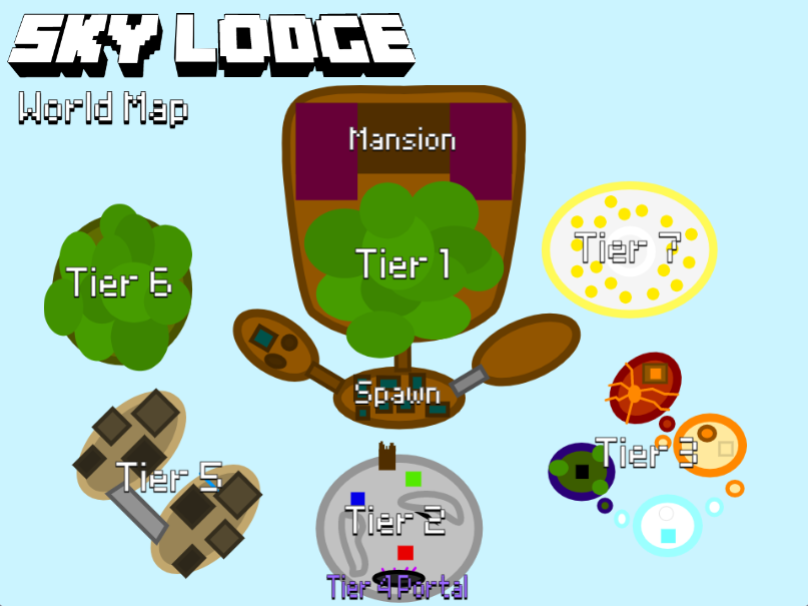 SKY LODGE
World Map
Mansion
Tier 1
Tier 7
Tier 6
Spawn
Tier 3
Tier 5
Tier 2
Tier 4 Portal